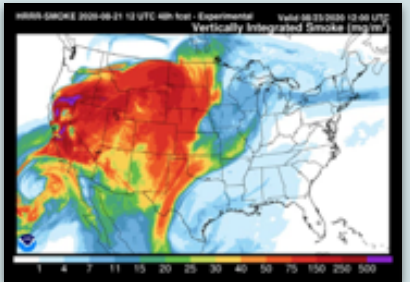 HRRR-SMOKE 2020-08-21 12 UTC 48h fcst - Experimental
Valid 08/23/2020 12:00 UTC
Vertically Integrated Smoke (mg/m²)
1 4 7 11 15 20 25 30 40 50 75 150 250 500